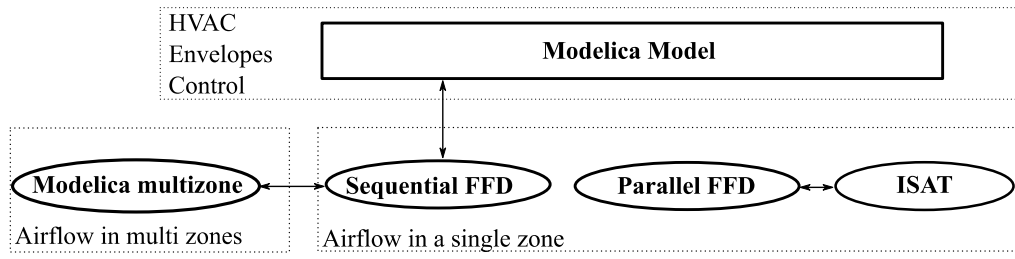 HVAC
Envelopes
Control
Modelica Model
Modelica multizone
Sequential FFD
Parallel FFD
ISAT
Airflow in multi zones
Airflow in a single zone